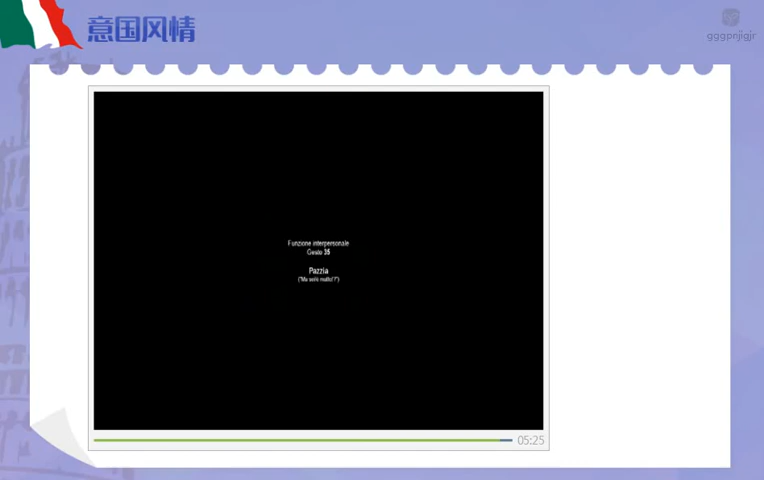 意国风情
gggpnjigjr
Funzione interpersonale
Gesto 35
Pazzia
("Ma sei matto!?")
05:25